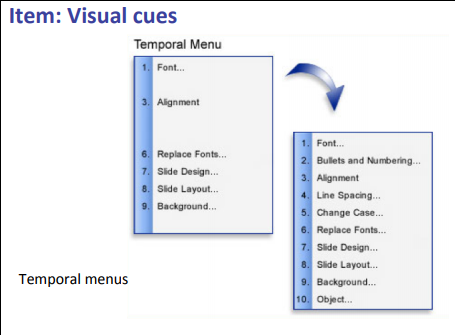 Item: Visual cues
Temporal Menu
1. Font...
3. Alignment
6. Replace Fonts...
7. Slide Design...
8. Slide Layout...
9. Background...
1. Font...
2. Bullets and Numbering...
3. Alignment
4. Line Spacing...
5. Change Case...
6. Replace Fonts...
7. Slide Design...
8. Slide Layout...
9. Background...
10. Object...
Temporal menus